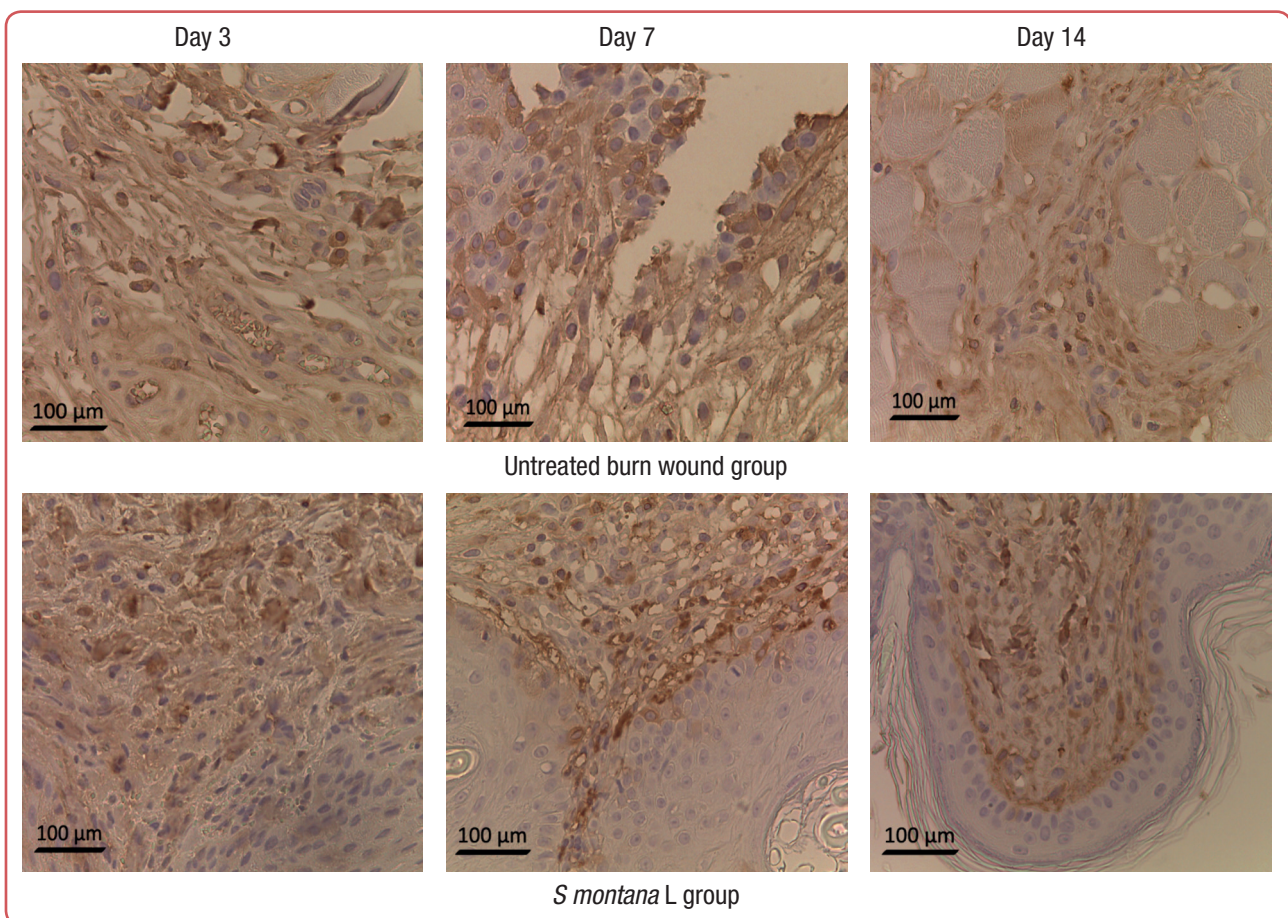 Day 3 Day 7 Day 14
100 µm 100 µm 100 µm
Untreated burn wound group
100 µm 100 µm 100 µm
S montana L group